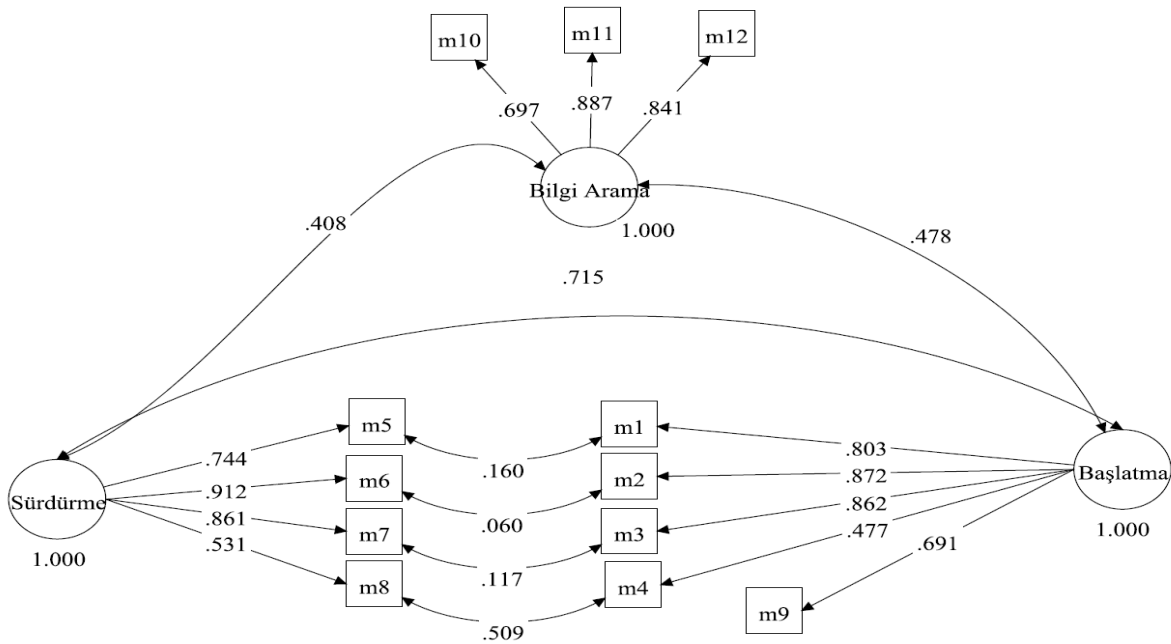 m10
m11
m12
.697
.887
.841
Bilgi Arama
1.000
.408
.478
.715
m5
m1
.744
.160
.803
m6
m2
.912
.872
Sürdürme
Başlatma
.060
.861
.862
m7
m3
1.000
1.000
.531
.477
.117
.691
m8
m4
m9
.509